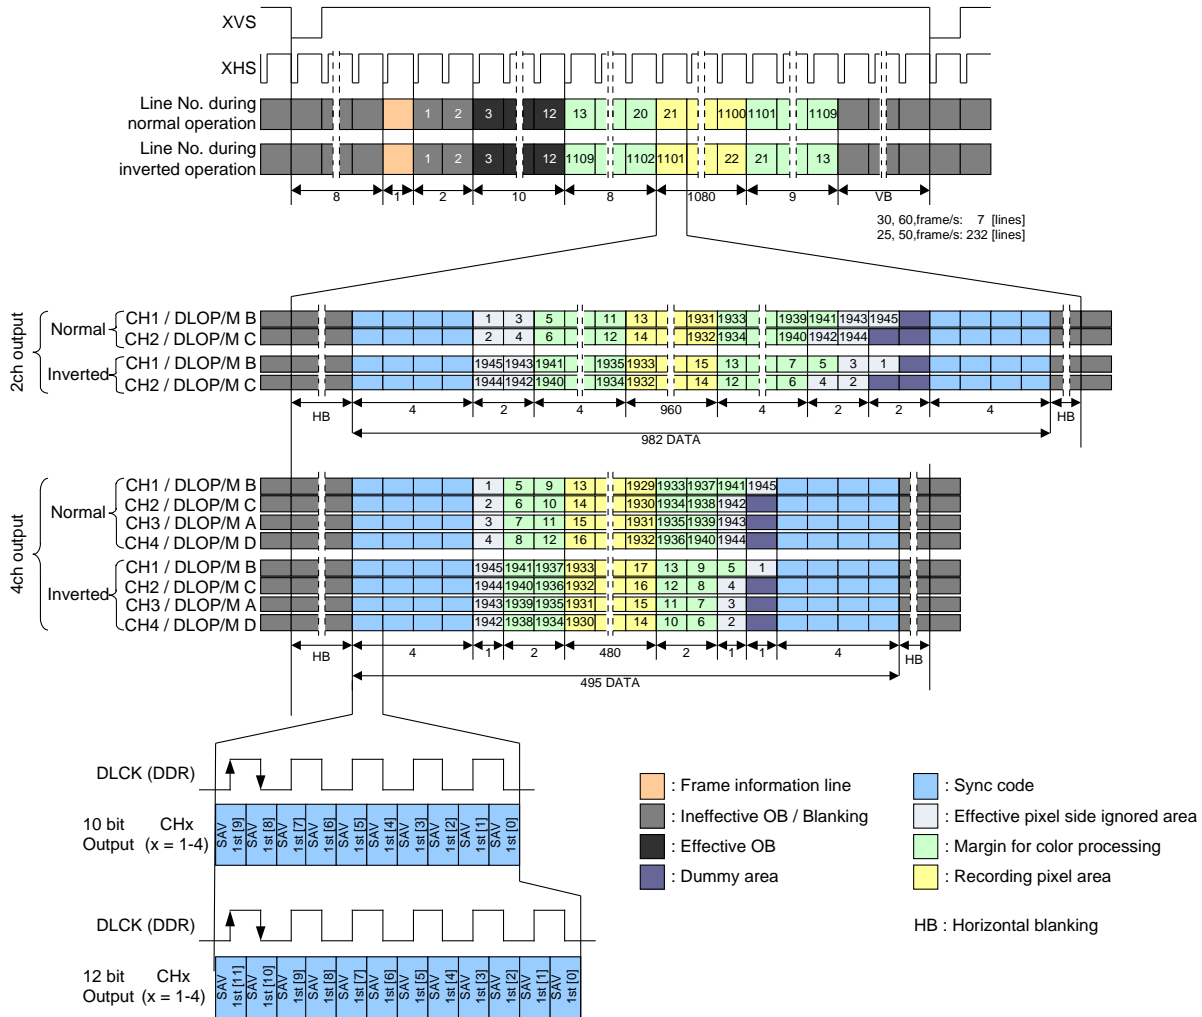 XVS
XHS
Line No. during
normal operation
1 2 3 12 13 20 21 1100 1101 1109
Line No. during
inverted operation
1 2 3 12 1109 1102 1101 22 21 13
8 1 2 10 8 1080 9 VB
30, 60,frame/s: 7 [lines]
25, 50,frame/s: 232 [lines]
2ch output
Normal
CH1 / DLOP/M B 1 3 5 11 13 1931 1933 1939 1941 1943 1945
CH2 / DLOP/M C 2 4 6 12 14 1932 1934 1940 1942 1944
Inverted
CH1 / DLOP/M B 1945 1943 1941 1935 1933 15 13 7 5 3 1
CH2 / DLOP/M C 1944 1942 1940 1934 1932 14 12 6 4 2
HB 4 2 4 960 4 2 2 4 HB
982 DATA
4ch output
Normal
CH1 / DLOP/M B 1 5 9 13 1929 1933 1937 1941 1945
CH2 / DLOP/M C 2 6 10 14 1930 1934 1938 1942
CH3 / DLOP/M A 3 7 11 15 1931 1935 1939 1943
CH4 / DLOP/M D 4 8 12 16 1932 1936 1940 1944
Inverted
CH1 / DLOP/M B 1945 1941 1937 1933 17 13 9 5 1
CH2 / DLOP/M C 1944 1940 1936 1932 16 12 8 4
CH3 / DLOP/M A 1943 1939 1935 1931 15 11 7 3
CH4 / DLOP/M D 1942 1938 1934 1930 14 10 6 2
HB 4 1 2 480 2 1 1 4 HB
495 DATA
DLCK (DDR)
10 bit Output
CHx (x = 1-4)
SAV 1st [9]
SAV 1st [8]
SAV 1st [7]
SAV 1st [6]
SAV 1st [5]
SAV 1st [4]
SAV 1st [3]
SAV 1st [2]
SAV 1st [1]
SAV 1st [0]
: Frame information line
: Ineffective OB / Blanking
: Effective OB
: Dummy area
: Sync code
: Effective pixel side ignored area
: Margin for color processing
: Recording pixel area
HB : Horizontal blanking
DLCK (DDR)
12 bit Output
CHx (x = 1-4)
SAV 1st [11]
SAV 1st [10]
SAV 1st [9]
SAV 1st [8]
SAV 1st [7]
SAV 1st [6]
SAV 1st [5]
SAV 1st [4]
SAV 1st [3]
SAV 1st [2]
SAV 1st [1]
SAV 1st [0]